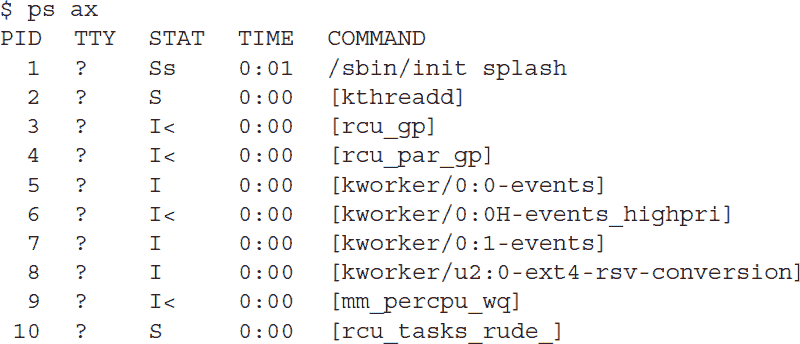 $ ps ax
PID TTY STAT TIME COMMAND
1 ? Ss 0:01 /sbin/init splash
2 ? S 0:00 [kthreadd]
3 ? I< 0:00 [rcu_gp]
4 ? I< 0:00 [rcu_par_gp]
5 ? I 0:00 [kworker/0:0-events]
6 ? I< 0:00 [kworker/0:0H-events_highpri]
7 ? I 0:00 [kworker/0:1-events]
8 ? I 0:00 [kworker/u2:0-ext4-rsv-conversion]
9 ? I< 0:00 [mm_percpu_wq]
10 ? S 0:00 [rcu_tasks_rude_]